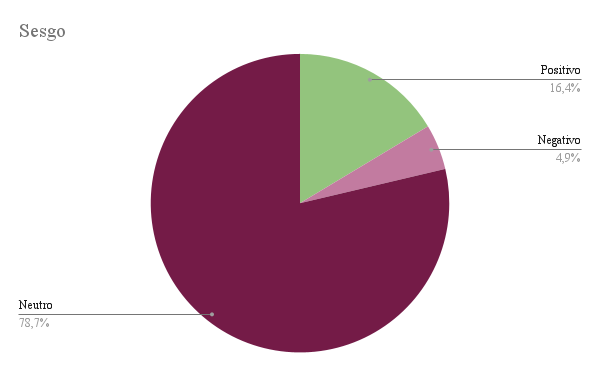 Sesgo
Positivo
16,4%
Negativo
4,9%
Neutro
78,7%